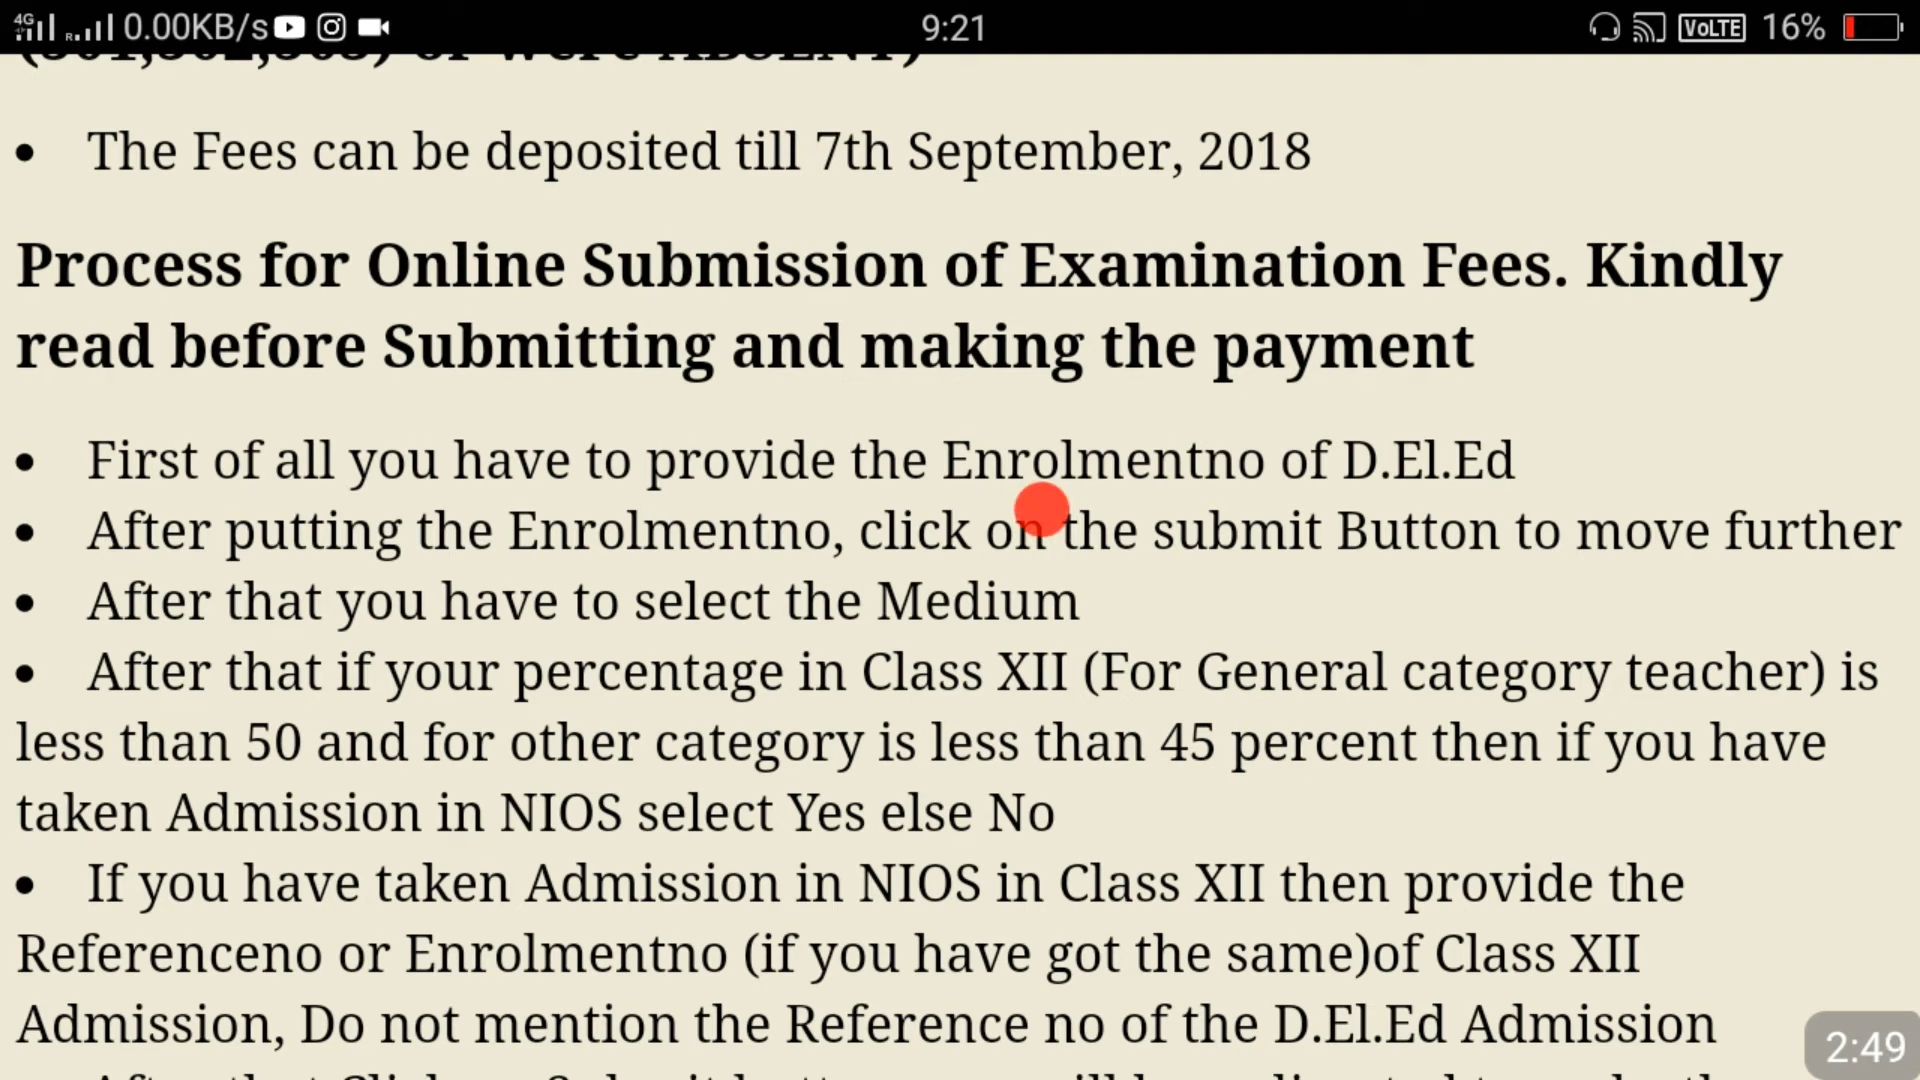 4G R 0.00KB/s 9:21 VoLTE 16%
The Fees can be deposited till 7th September, 2018
Process for Online Submission of Examination Fees. Kindly
read before Submitting and making the payment
First of all you have to provide the Enrolmentno of D.El.Ed
After putting the Enrolmentno, click on the submit Button to move further
After that you have to select the Medium
After that if your percentage in Class XII (For General category teacher) is
less than 50 and for other category is less than 45 percent then if you have
taken Admission in NIOS select Yes else No
If you have taken Admission in NIOS in Class XII then provide the
Referenceno or Enrolmentno (if you have got the same)of Class XII
Admission, Do not mention the Reference no of the D.El.Ed Admission
2:49